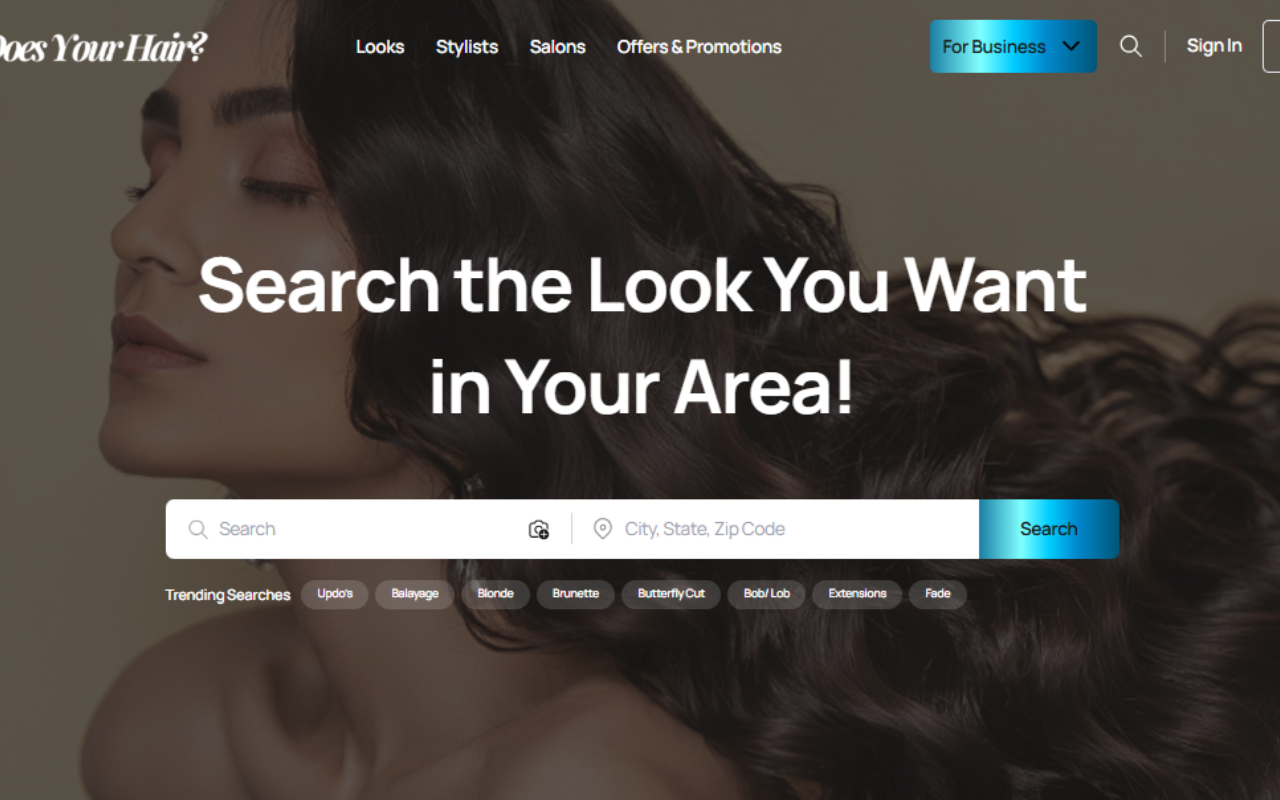 Does Your Hair?
Looks
Stylists
Salons
Offers & Promotions
For Business
Sign In
Search the Look You Want
in Your Area!
Search
City, State, Zip Code
Search
Trending Searches
Updo's
Balayage
Blonde
Brunette
Butterfly Cut
Bob/ Lob
Extensions
Fade